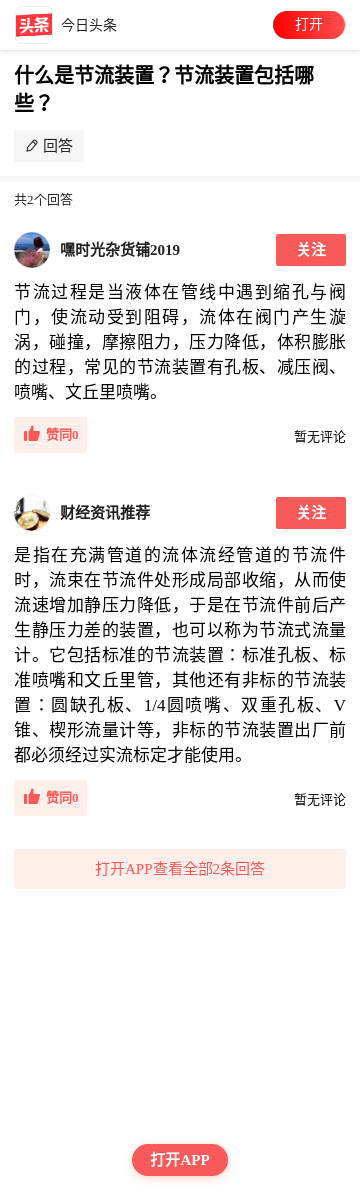 头条
今日头条
打开
什么是节流装置？节流装置包括哪
些？
回答
共2个回答
嘿时光杂货铺2019
关注
节流过程是当液体在管线中遇到缩孔与阀
门，使流动受到阻碍，流体在阀门产生漩
涡，碰撞，摩擦阻力，压力降低，体积膨胀
的过程，常见的节流装置有孔板、减压阀、
喷嘴、文丘里喷嘴。
赞同0
暂无评论
财经资讯推荐
关注
是指在充满管道的流体流经管道的节流件
时，流束在节流件处形成局部收缩，从而使
流速增加静压力降低，于是在节流件前后产
生静压力差的装置，也可以称为节流式流量
计。它包括标准的节流装置：标准孔板、标
准喷嘴和文丘里管，其他还有非标的节流装
置：圆缺孔板、1/4圆喷嘴、双重孔板、V
锥、楔形流量计等，非标的节流装置出厂前
都必须经过实流标定才能使用。
赞同0
暂无评论
打开APP查看全部2条回答
打开APP